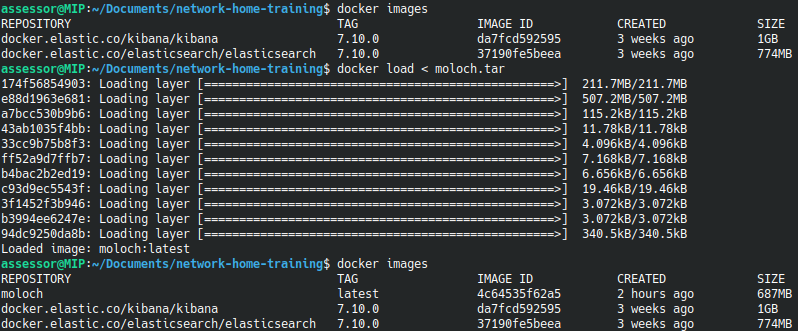 assessor@MIP:~/Documents/network-home-training$ docker images
REPOSITORY TAG IMAGE ID CREATED SIZE
docker.elastic.co/kibana/kibana 7.10.0 da7fcd592595 3 weeks ago 1GB
docker.elastic.co/elasticsearch/elasticsearch 7.10.0 37190fe5beea 3 weeks ago 774MB
assessor@MIP:~/Documents/network-home-training$ docker load < moloch.tar
174f56854903: Loading layer [==================================================>] 211.7MB/211.7MB
e88d1963e681: Loading layer [==================================================>] 507.2MB/507.2MB
a7bcc530b9b6: Loading layer [==================================================>] 115.2kB/115.2kB
43ab1035f4bb: Loading layer [==================================================>] 11.78kB/11.78kB
33cc9b75b8f3: Loading layer [==================================================>] 4.096kB/4.096kB
ff52a9d7ffb7: Loading layer [==================================================>] 7.168kB/7.168kB
b4bac2b2ed19: Loading layer [==================================================>] 6.656kB/6.656kB
c93d9ec5543f: Loading layer [==================================================>] 19.46kB/19.46kB
3f1452f3b946: Loading layer [==================================================>] 3.072kB/3.072kB
b3994ee6247e: Loading layer [==================================================>] 3.072kB/3.072kB
94dc9250da8b: Loading layer [==================================================>] 340.5kB/340.5kB
Loaded image: moloch:latest
assessor@MIP:~/Documents/network-home-training$ docker images
REPOSITORY TAG IMAGE ID CREATED SIZE
moloch latest 4c64535f62a5 2 hours ago 687MB
docker.elastic.co/kibana/kibana 7.10.0 da7fcd592595 3 weeks ago 1GB
docker.elastic.co/elasticsearch/elasticsearch 7.10.0 37190fe5beea 3 weeks ago 774MB